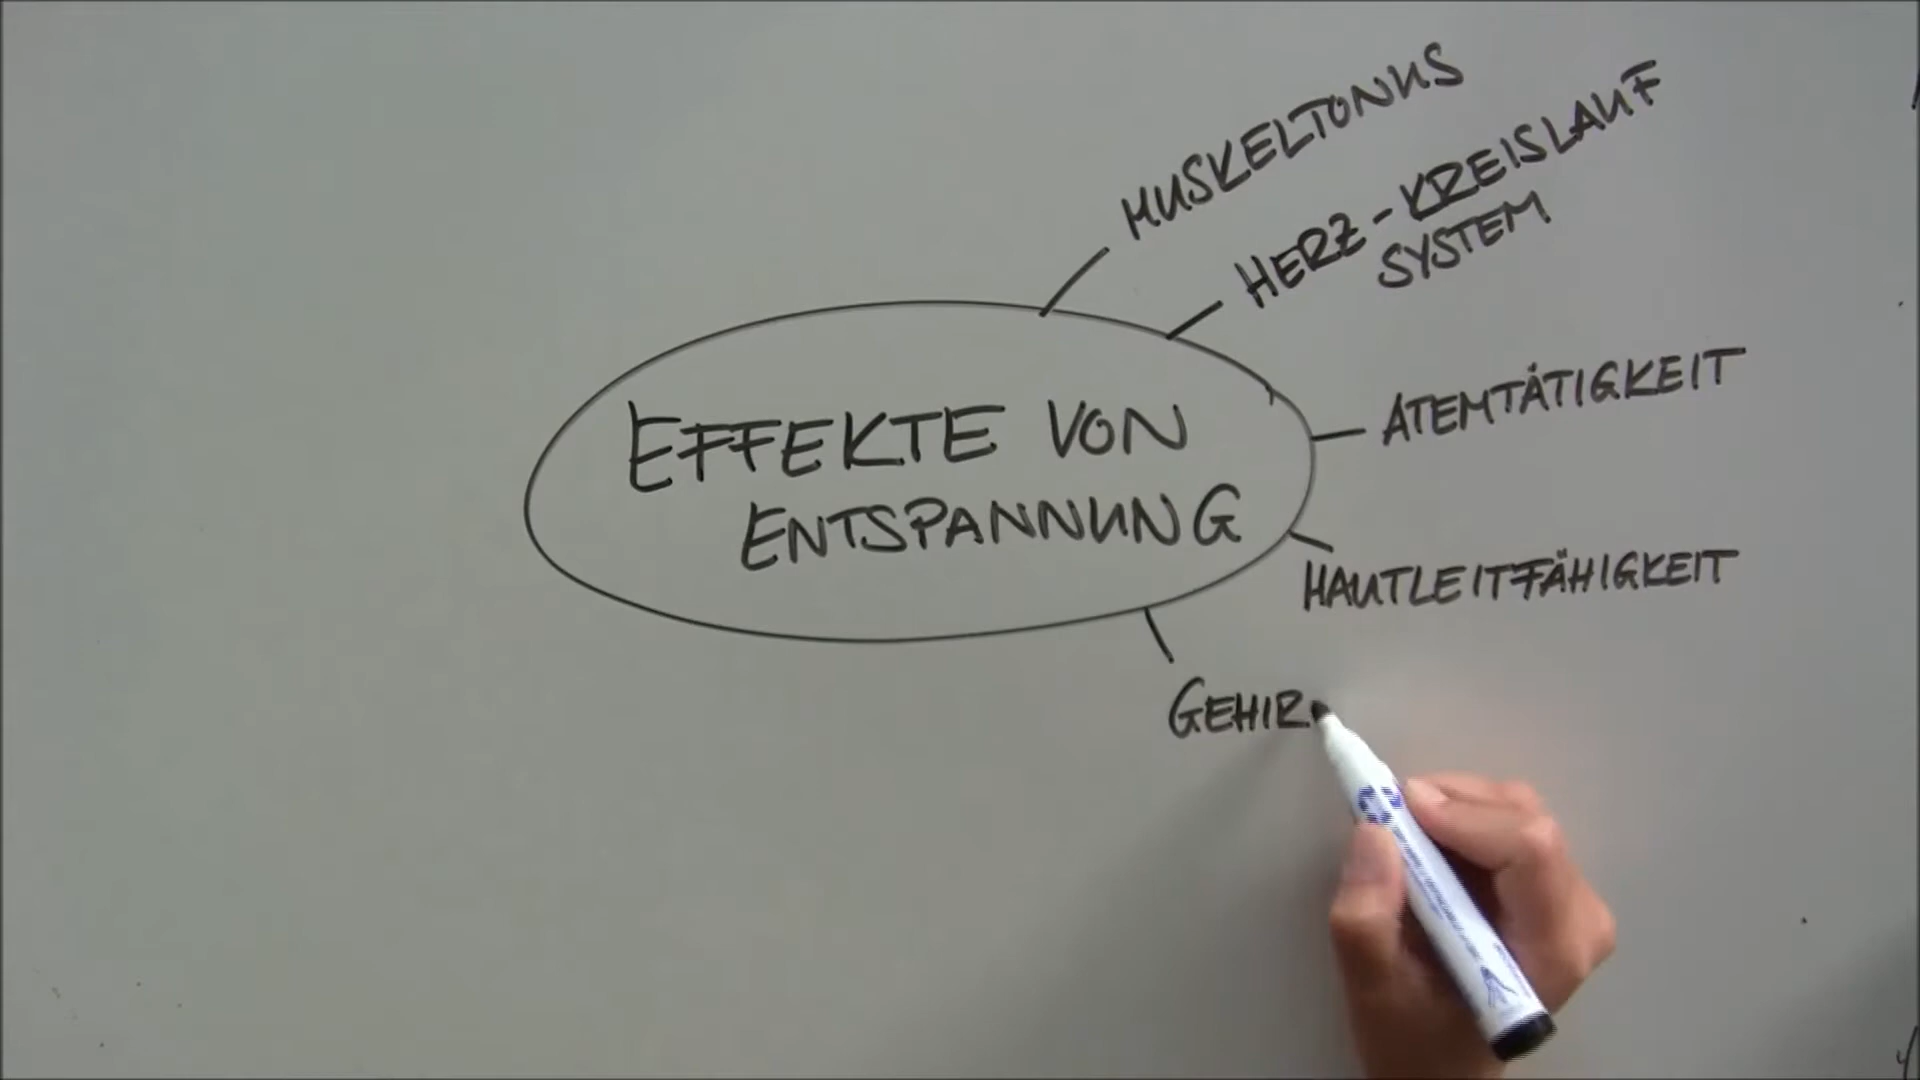 MUSKELTONUS
HERZ-KREISLAUF
SYSTEM
ATEMTÄTIGKEIT
EFFEKTE VON
ENTSPANNUNG
HAUTLEITFÄHIGKEIT
GEHIR